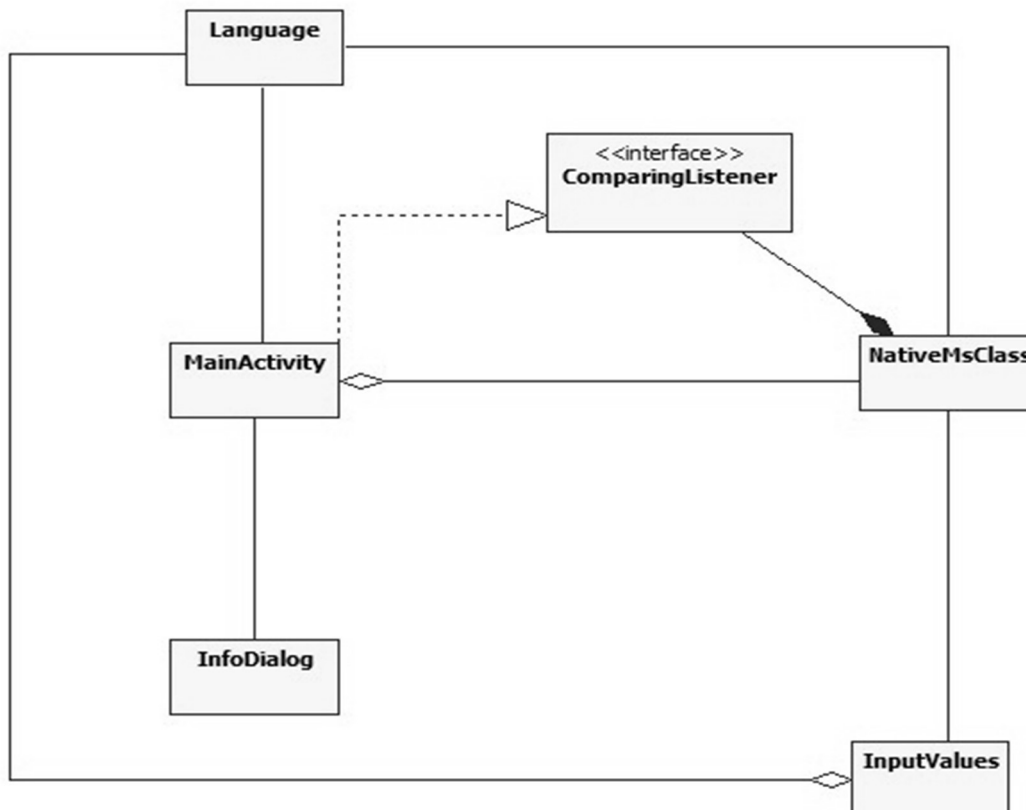 Language
<<interface>>
ComparingListener
MainActivity
NativeMsClass
InfoDialog
InputValues